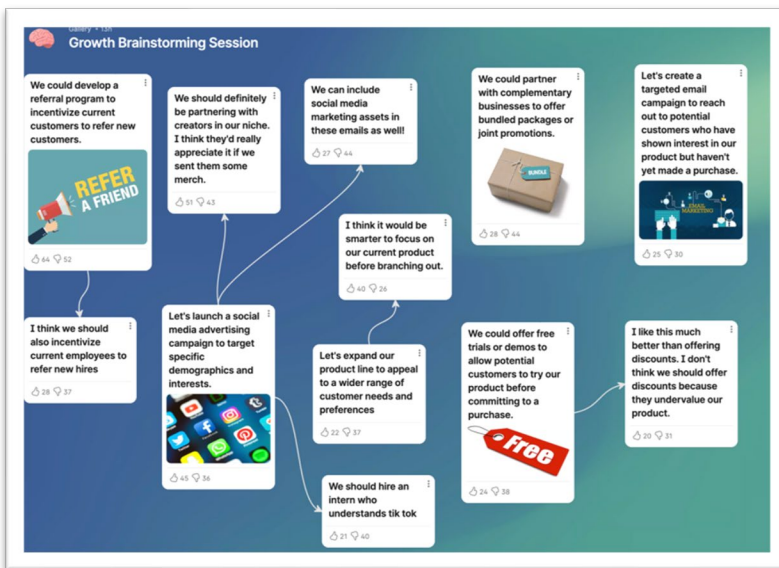 Gallery • 13h
Growth Brainstorming Session
We could develop a
referral program to
incentivize current
customers to refer new
customers.
REFER
A FRIEND
64 52
We should definitely
be partnering with
creators in our niche.
I think they'd really
appreciate it if we
sent them some
merch.
51 43
We can include
social media
marketing assets in
these emails as well!
27 44
We could partner
with complementary
businesses to offer
bundled packages or
joint promotions.
BUNDLE
28 44
Let's create a
targeted email
campaign to reach
out to potential
customers who have
shown interest in our
product but haven't
yet made a purchase.
EMAIL
MARKETING
25 30
I think it would be
smarter to focus on
our current product
before branching out.
40 26
I think we should
also incentivize
current employees to
refer new hires
28 37
Let's launch a social
media advertising
campaign to target
specific
demographics and
interests.
45 36
Let's expand our
product line to appeal
to a wider range of
customer needs and
preferences
22 37
We could offer free
trials or demos to
allow potential
customers to try our
product before
committing to a
purchase.
Free
24 38
I like this much
better than offering
discounts. I don't
think we should offer
discounts because
they undervalue our
product.
20 31
We should hire an
intern who
understands tik tok
21 40